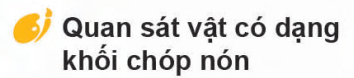 Quan sát vật có dạng
khối chóp nón